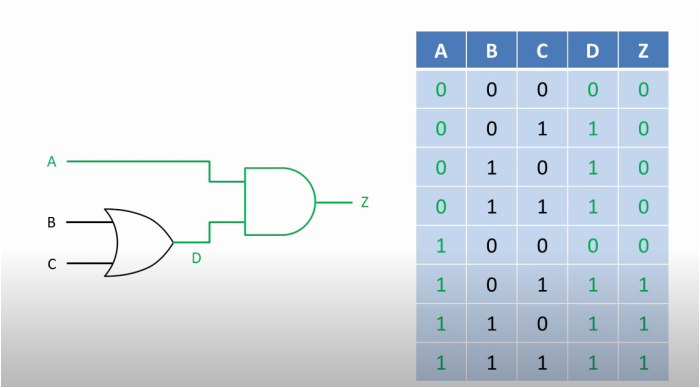 A
B
C
D
Z
A B C D Z
0 0 0 0 0
0 0 1 1 0
0 1 0 1 0
0 1 1 1 0
1 0 0 0 0
1 0 1 1 1
1 1 0 1 1
1 1 1 1 1